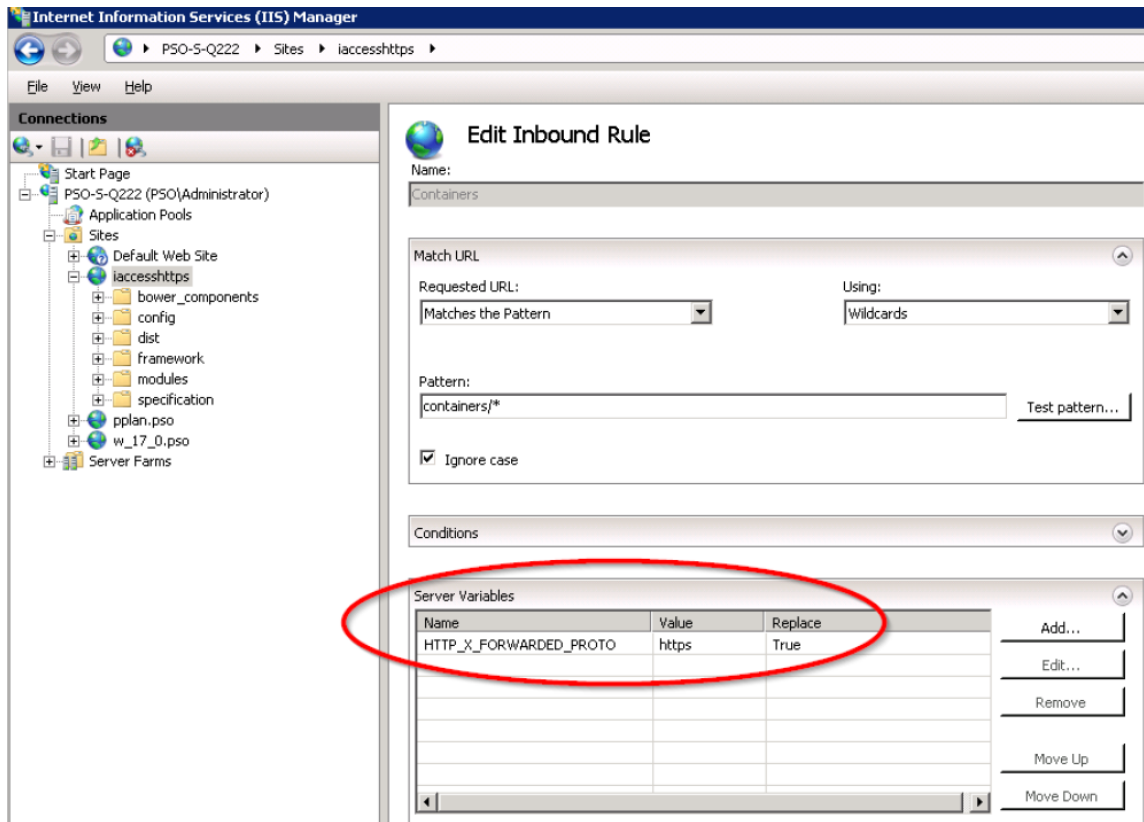 Internet Information Services (IIS) Manager
PSO-S-Q222 Sites iaccesshttps
File View Help
Connections
Start Page
PSO-S-Q222 (PSO\Administrator)
Application Pools
Sites
Default Web Site
iaccesshttps
bower_components
config
dist
framework
modules
specification
pplan.pso
w_17_0.pso
Server Farms
Edit Inbound Rule
Name:
Containers
Match URL
Requested URL: Using:
Matches the Pattern Wildcards
Pattern:
containers/* Test pattern...
Ignore case
Conditions
Server Variables
Name Value Replace
HTTP_X_FORWARDED_PROTO https True
Add...
Edit...
Remove
Move Up
Move Down